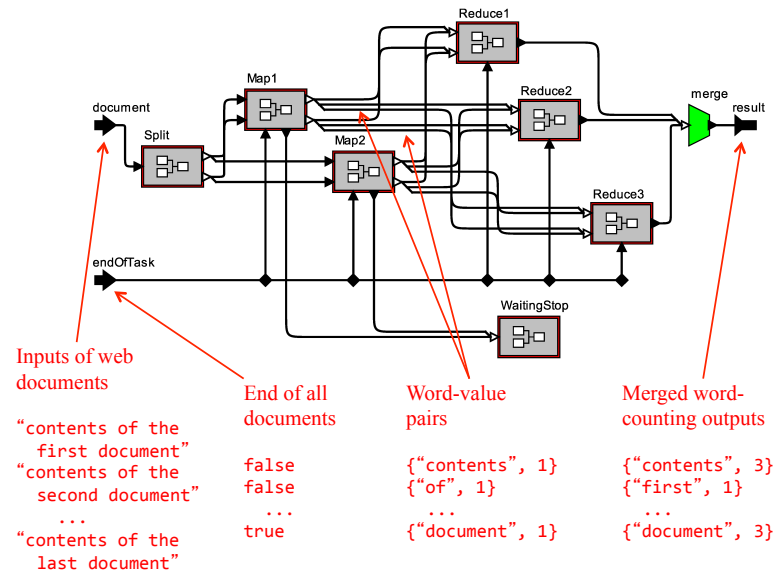 Reduce1
Map1
Reduce2
merge
document
result
Split
Map2
Reduce3
endOfTask
WaitingStop
Inputs of web
documents
“contents of the
first document”
“contents of the
second document”
...
“contents of the
last document”
End of all
documents
false
false
...
true
Word-value
pairs
{“contents”, 1}
{“of”, 1}
...
{“document”, 1}
Merged word-
counting outputs
{“contents”, 3}
{“first”, 1}
...
{“document”, 3}